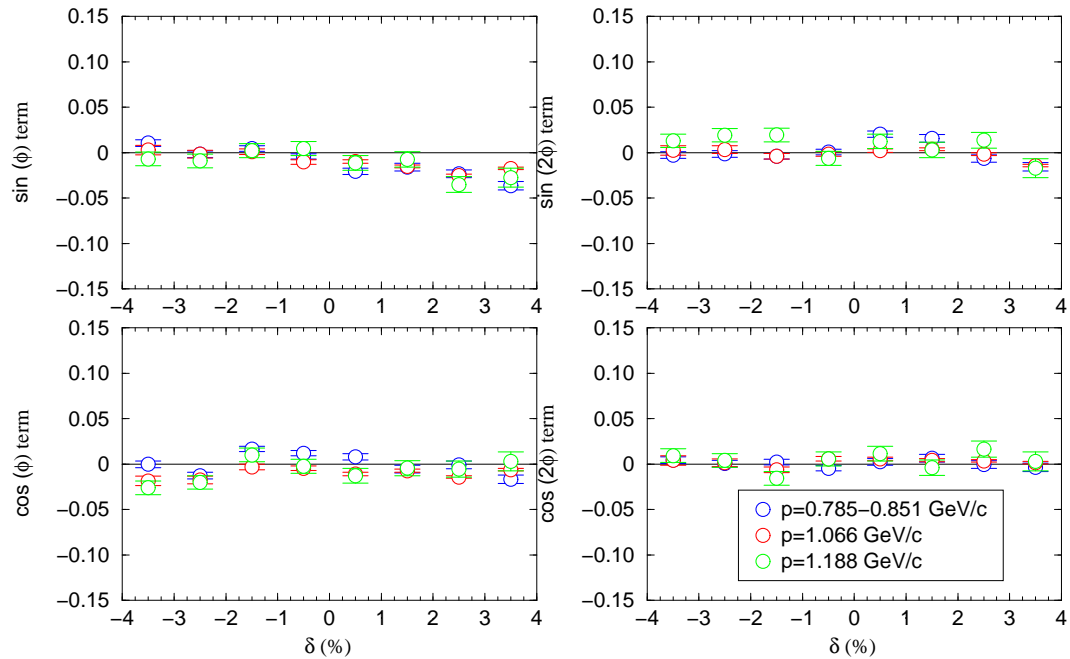 0.15
0.10
0.05
0
−0.05
−0.10
−0.15
sin (ϕ) term
−4 −3 −2 −1 0 1 2 3 4
0.15
0.10
0.05
0
−0.05
−0.10
−0.15
sin (2ϕ) term
−4 −3 −2 −1 0 1 2 3 4
0.15
0.10
0.05
0
−0.05
−0.10
−0.15
cos (ϕ) term
−4 −3 −2 −1 0 1 2 3 4
δ (%)
0.15
0.10
0.05
0
−0.05
−0.10
−0.15
cos (2ϕ) term
p=0.785−0.851 GeV/c
p=1.066 GeV/c
p=1.188 GeV/c
−4 −3 −2 −1 0 1 2 3 4
δ (%)